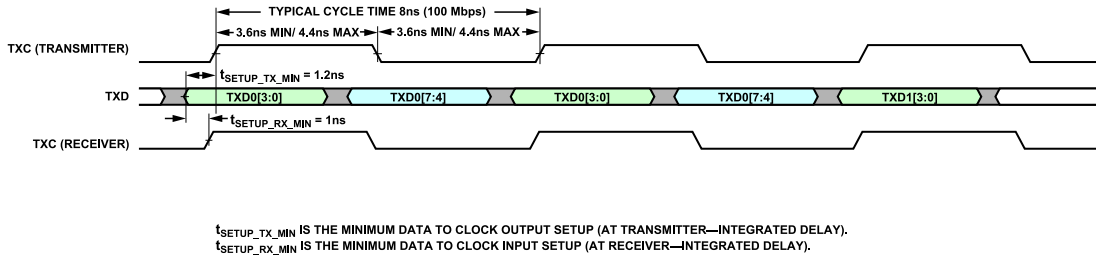 TYPICAL CYCLE TIME 8ns (100 Mbps)
3.6ns MIN/ 4.4ns MAX
3.6ns MIN/ 4.4ns MAX
TXC (TRANSMITTER)
tSETUP_TX_MIN = 1.2ns
TXD
TXD0[3:0]
TXD0[7:4]
TXD0[3:0]
TXD0[7:4]
TXD1[3:0]
tSETUP_RX_MIN = 1ns
TXC (RECEIVER)
tSETUP_TX_MIN IS THE MINIMUM DATA TO CLOCK OUTPUT SETUP (AT TRANSMITTER—INTEGRATED DELAY).
tSETUP_RX_MIN IS THE MINIMUM DATA TO CLOCK INPUT SETUP (AT RECEIVER—INTEGRATED DELAY).